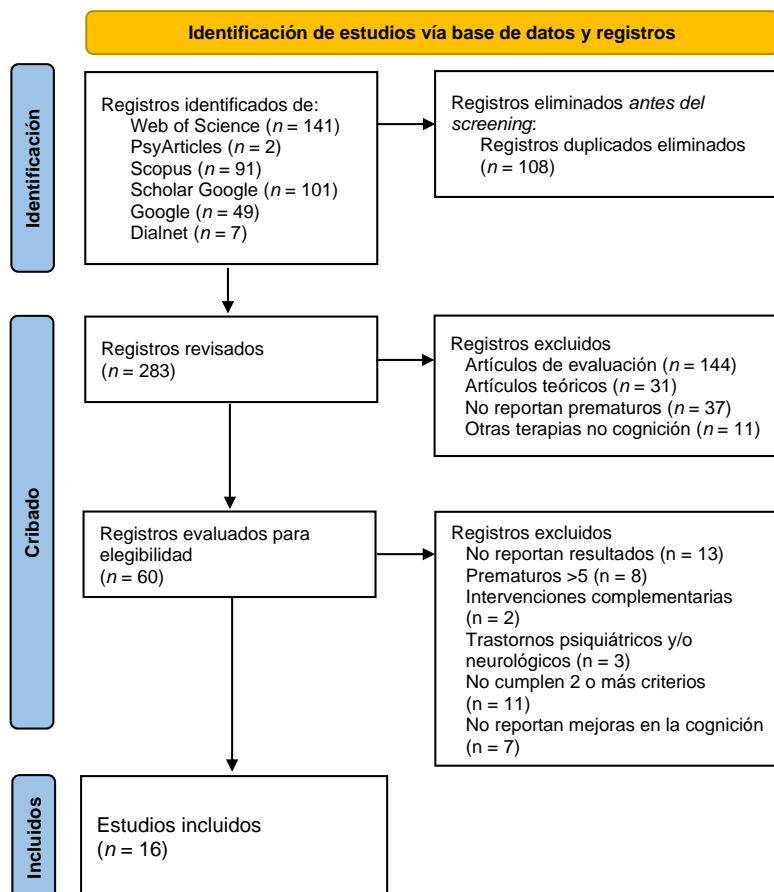 Identificación de estudios vía base de datos y registros
Identificación
Registros identificados de:
Web of Science (n = 141)
PsyArticles (n = 2)
Scopus (n = 91)
Scholar Google (n = 101)
Google (n = 49)
Dialnet (n = 7)
Registros eliminados antes del
screening:
Registros duplicados eliminados
(n = 108)
Cribado
Registros revisados
(n = 283)
Registros excluidos
Artículos de evaluación (n = 144)
Artículos teóricos (n = 31)
No reportan prematuros (n = 37)
Otras terapias no cognición (n = 11)
Registros evaluados para
elegibilidad
(n = 60)
Registros excluidos
No reportan resultados (n = 13)
Prematuros >5 (n = 8)
Intervenciones complementarias
(n = 2)
Trastornos psiquiátricos y/o
neurológicos (n = 3)
No cumplen 2 o más criterios
(n = 11)
No reportan mejoras en la cognición
(n = 7)
Incluidos
Estudios incluidos
(n = 16)